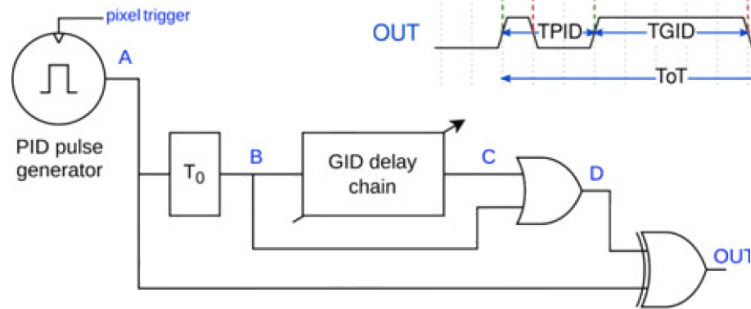 pixel trigger
A
PID pulse
generator
OUT
TPID
TGID
ToT
T0
B
GID delay
chain
C
D
OUT